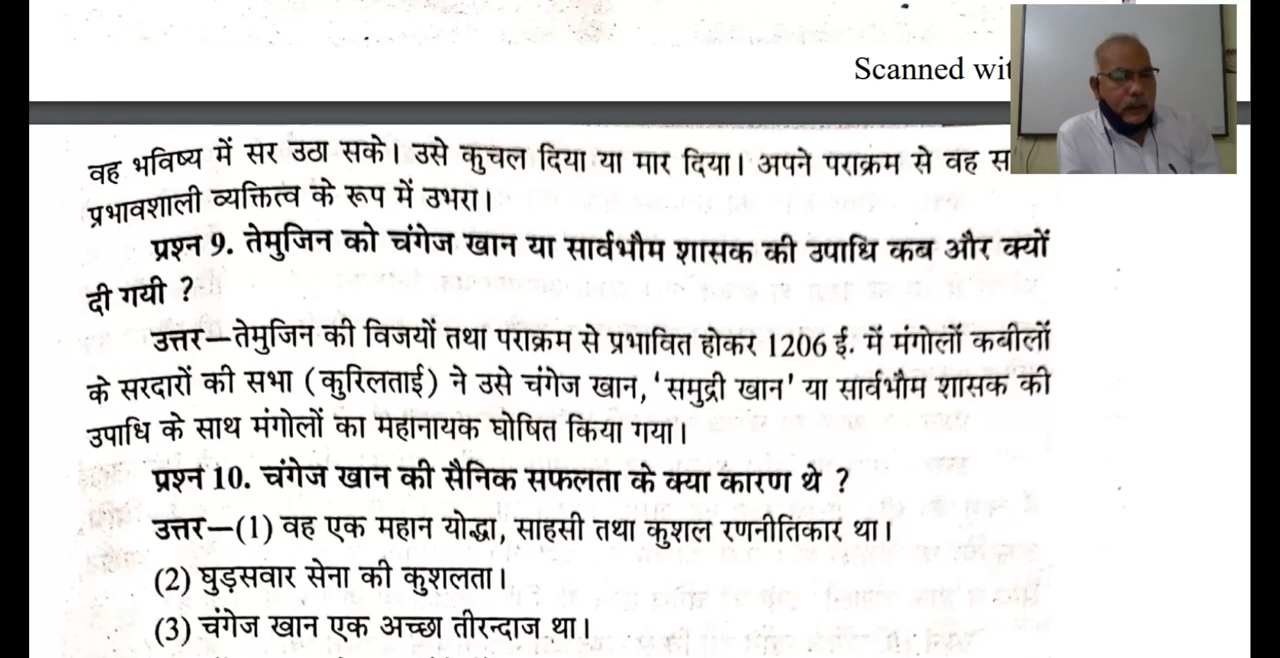 Scanned
वह भविष्य में सर उठा सके। उसे कुचल दिया या मार दिया। अपने पराक्रम से वह
प्रभावशाली व्यक्तित्व के रूप में उभरा।
प्रश्न 9. तेमुजिन को चंगेज खान या सार्वभौम शासक की उपाधि कब और क्यों
दी गयी ?
उत्तर—तेमुजिन की विजयों तथा पराक्रम से प्रभावित होकर 1206 ई. में मंगोलों कबीलों
के सरदारों की सभा (कुरिलताई) ने उसे चंगेज खान, 'समुद्री खान' या सार्वभौम शासक की
उपाधि के साथ मंगोलों का महानायक घोषित किया गया।
प्रश्न 10. चंगेज खान की सैनिक सफलता के क्या कारण थे ?
उत्तर—(1) वह एक महान योद्धा, साहसी तथा कुशल रणनीतिकार था।
(2) घुड़सवार सेना की कुशलता।
(3) चंगेज खान एक अच्छा तीरन्दाज था।